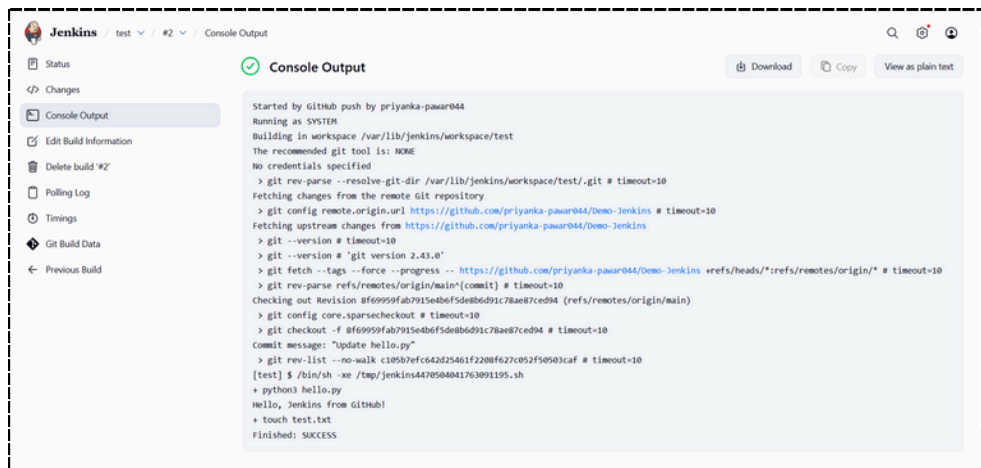 Jenkins / test / #2 / Console Output
Status
Changes
Console Output
Edit Build Information
Delete build '#2'
Polling Log
Timings
Git Build Data
Previous Build
Console Output
Download
Copy
View as plain text
Started by GitHub push by priyanka-pawar044
Running as SYSTEM
Building in workspace /var/lib/jenkins/workspace/test
The recommended git tool is: NONE
No credentials specified
> git rev-parse --resolve-git-dir /var/lib/jenkins/workspace/test/.git # timeout=10
Fetching changes from the remote Git repository
> git config remote.origin.url https://github.com/priyanka-pawar044/Demo-Jenkins # timeout=10
Fetching upstream changes from https://github.com/priyanka-pawar044/Demo-Jenkins
> git --version # timeout=10
> git --version # 'git version 2.43.0'
> git fetch --tags --force --progress -- https://github.com/priyanka-pawar044/Demo-Jenkins +refs/heads/*:refs/remotes/origin/* # timeout=10
> git rev-parse refs/remotes/origin/main^{commit} # timeout=10
Checking out Revision 8f69959fab7915e4b6f5de8b6d91c78ae87ced94 (refs/remotes/origin/main)
> git config core.sparsecheckout # timeout=10
> git checkout -f 8f69959fab7915e4b6f5de8b6d91c78ae87ced94 # timeout=10
Commit message: "Update hello.py"
> git rev-list --no-walk c105b7efc642d25461f2208f627c052f50503caf # timeout=10
[test] $ /bin/sh -xe /tmp/jenkins4470504041763091195.sh
+ python3 hello.py
Hello, Jenkins from GitHub!
+ touch test.txt
Finished: SUCCESS